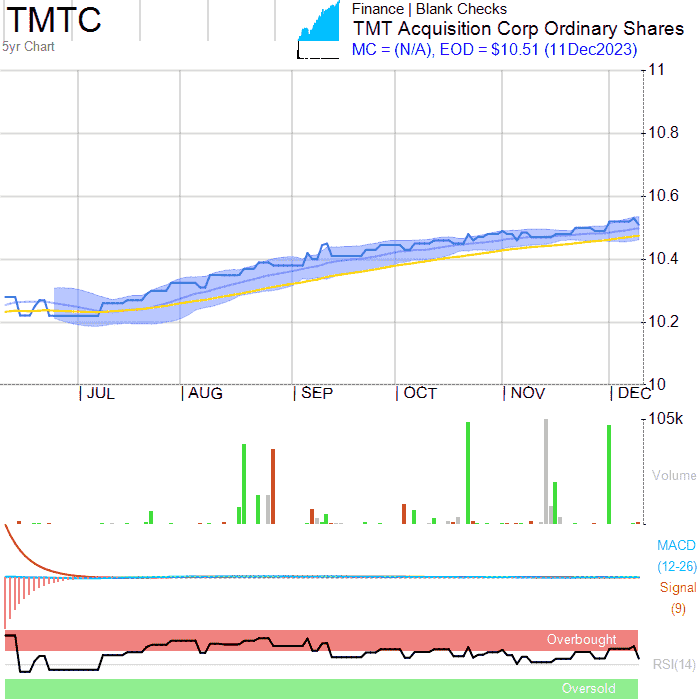 TMTC
5yr Chart
Finance | Blank Checks
TMT Acquisition Corp Ordinary Shares
MC = (N/A), EOD = $10.51 (11Dec2023)
11
10.8
10.6
10.4
10.2
10
JUL AUG SEP OCT NOV DEC
105k
Volume
MACD
(12-26)
Signal
(9)
Overbought
RSI(14)
Oversold